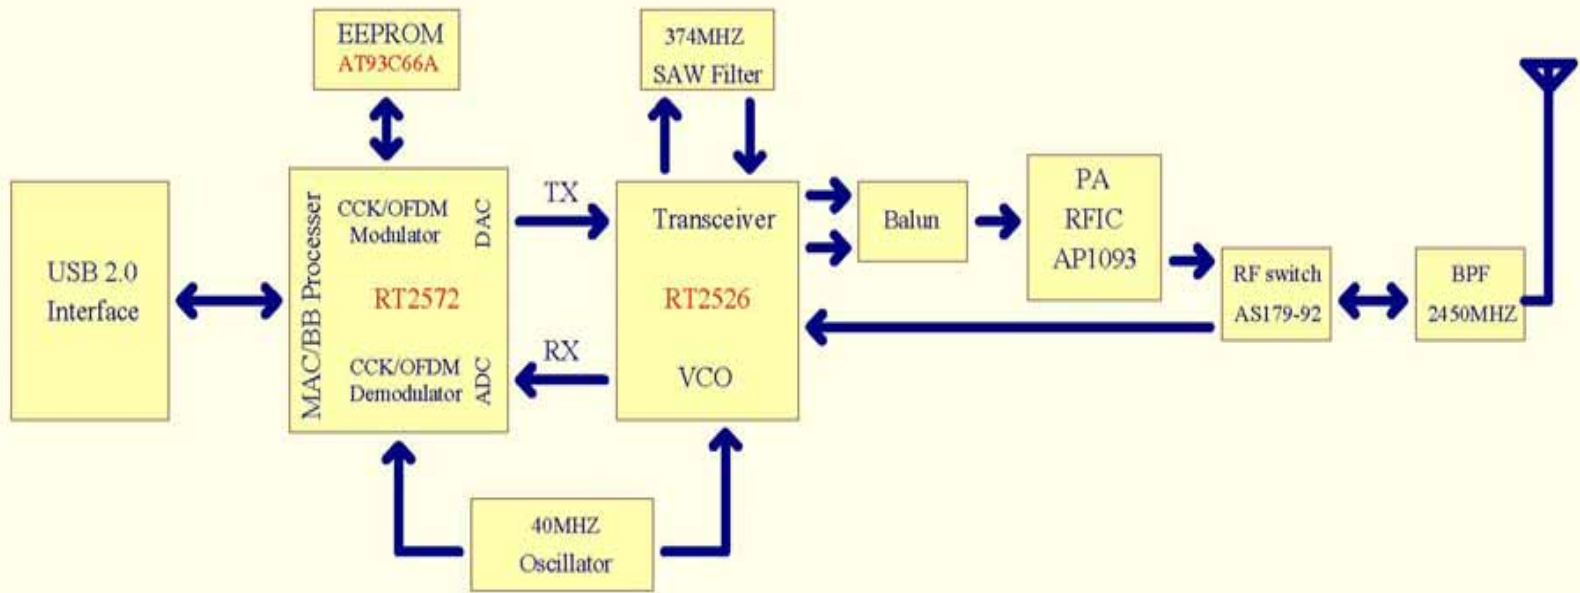 EEPROM
AT93C66A
374MHZ
SAW Filter
USB 2.0
Interface
MAC/BB Processer
CCK/OFDM
Modulator
DAC
RT2572
CCK/OFDM
Demodulator
ADC
TX
RX
Transceiver
RT2526
VCO
Balun
PA
RFIC
AP1093
RF switch
AS179-92
BPF
2450MHZ
40MHZ
Oscillator